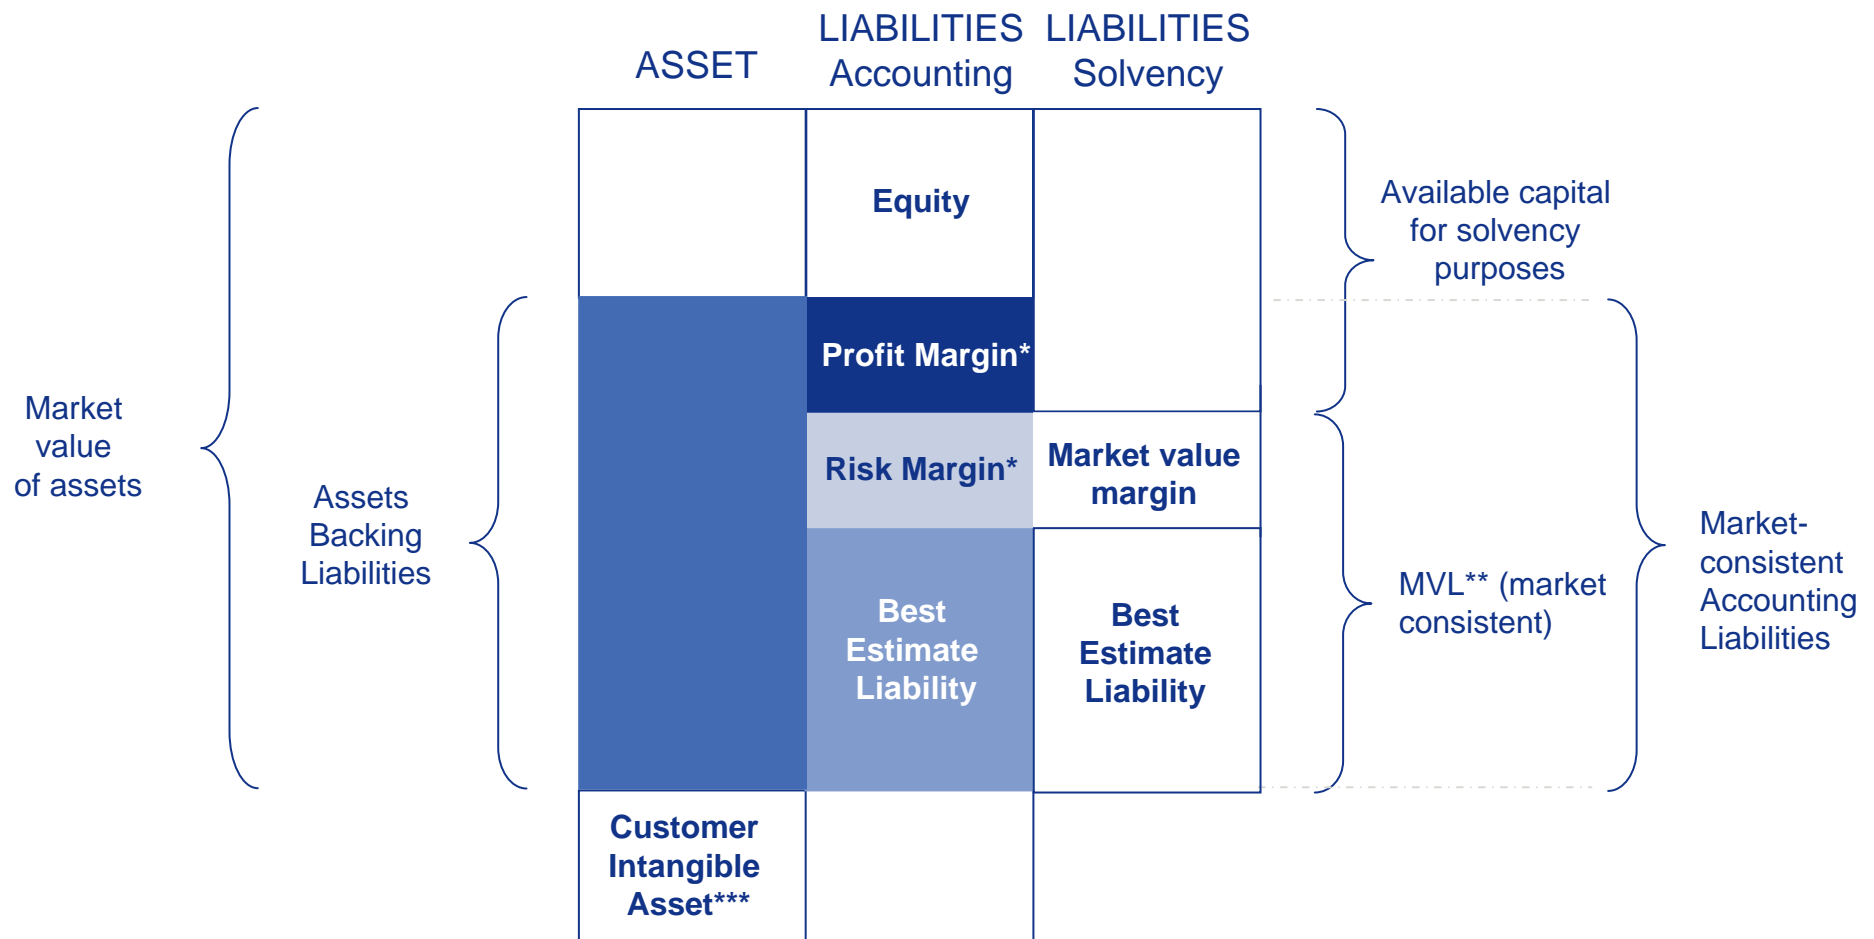 ASSET
LIABILITIES
Accounting
LIABILITIES
Solvency
Equity
Available capital
for solvency
purposes
Profit Margin*
Market
value
of assets
Risk Margin*
Market value
margin
Assets
Backing
Liabilities
Best
Estimate
Liability
Best
Estimate
Liability
MVL** (market
consistent)
Market-
consistent
Accounting
Liabilities
Customer
Intangible
Asset***